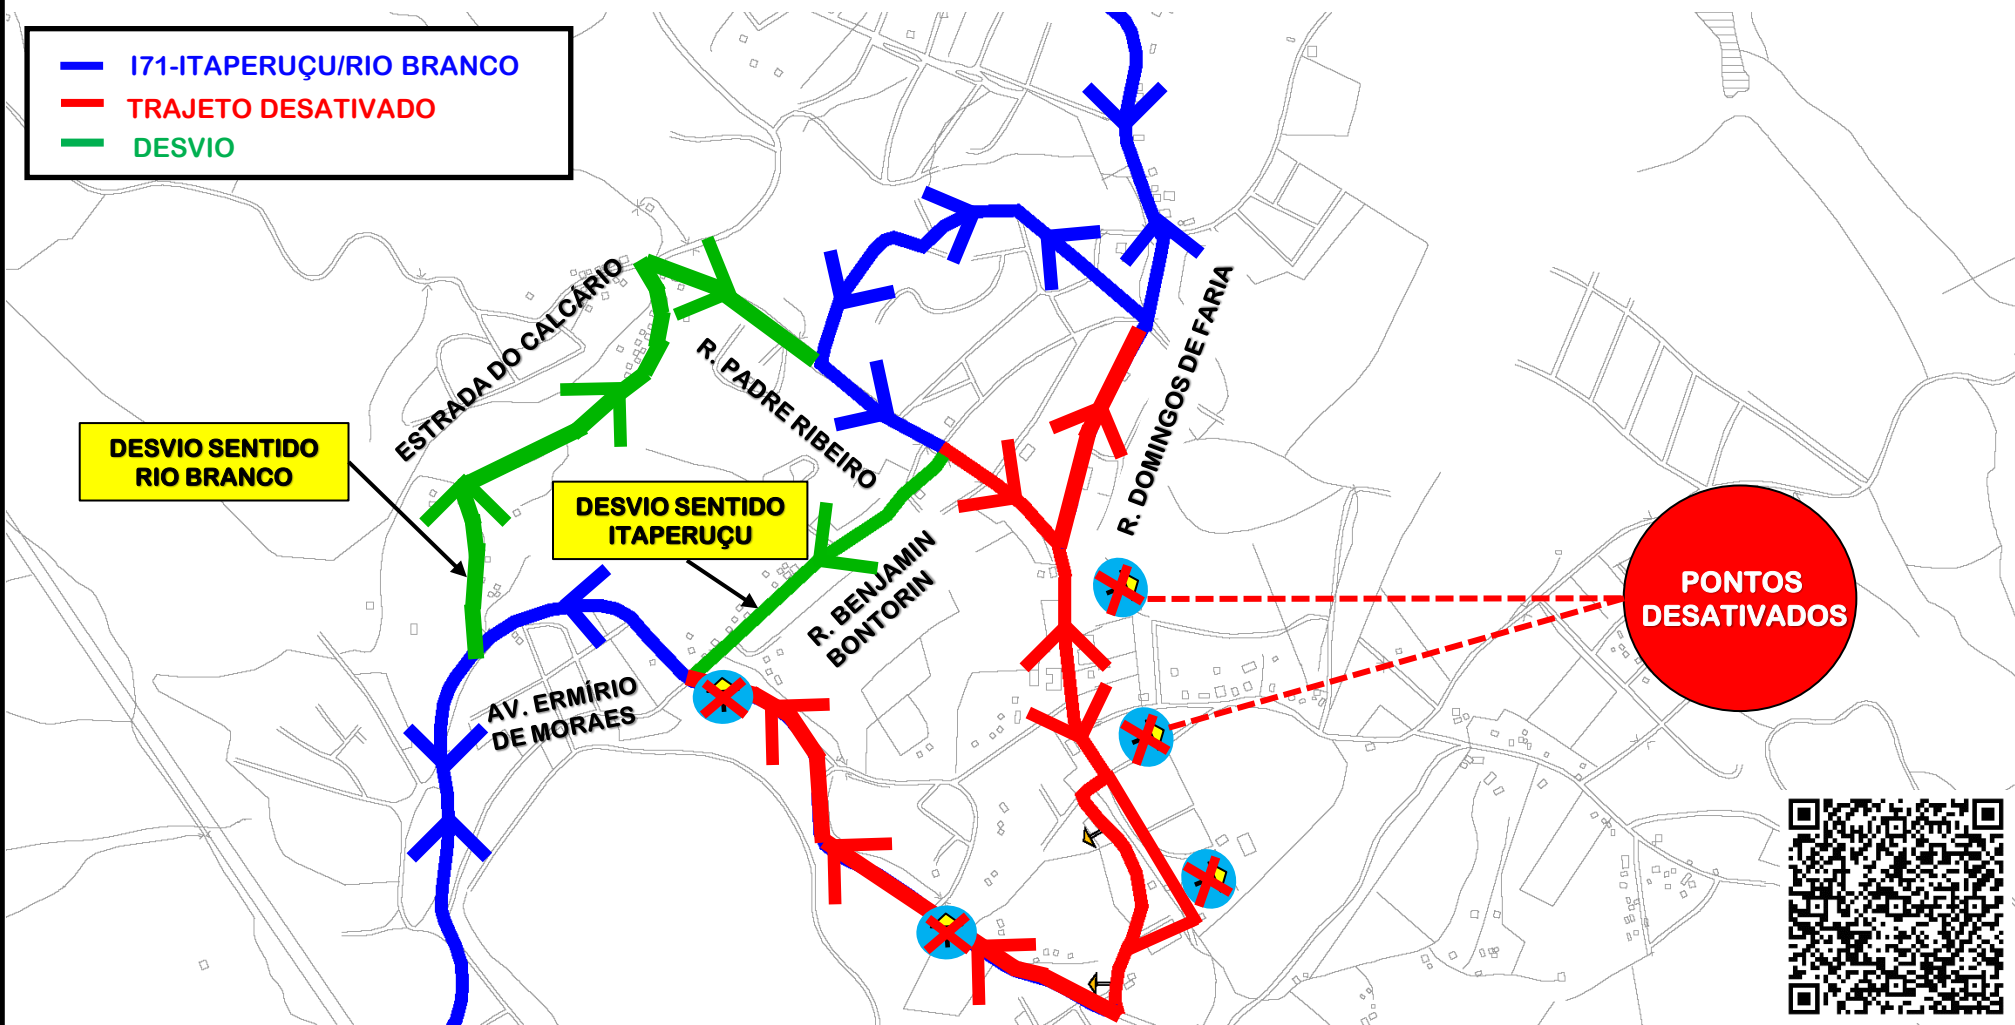 I71-ITAPERUÇU/RIO BRANCO
TRAJETO DESATIVADO
DESVIO
ESTRADA DO CALCÁRIO
R. PADRE RIBEIRO
R. DOMINGOS DE FARIA
DESVIO SENTIDO
RIO BRANCO
DESVIO SENTIDO
ITAPERUÇU
R. BENJAMIN
BONTORIN
PONTOS
DESATIVADOS
AV. ERMÍRIO
DE MORAES